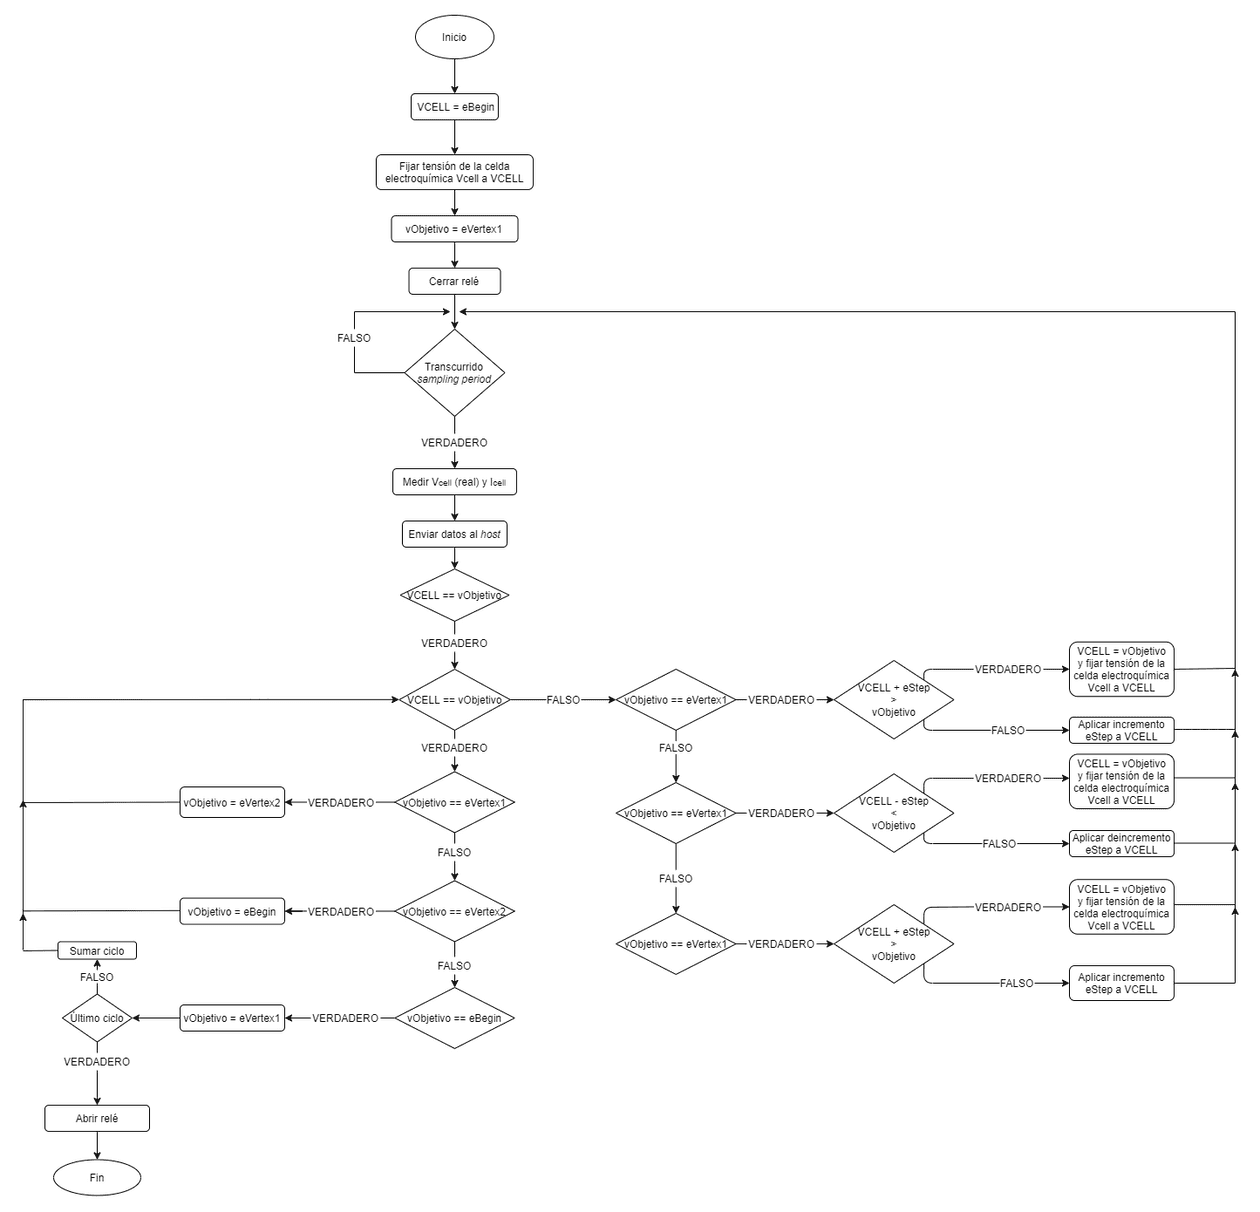 Inicio
VCELL = eBegin
Fijar tensión de la celda
electroquímica Vcell a VCELL
vObjetivo = eVertex1
Cerrar relé
FALSO
Transcurrido
sampling period
VERDADERO
Medir Vcell (real) y Icell
Enviar datos al host
VCELL == vObjetivo
VERDADERO
VCELL == vObjetivo
FALSO
vObjetivo == eVertex1
VERDADERO
VCELL + eStep
>
vObjetivo
VERDADERO
VCELL = vObjetivo
y fijar tensión de la
celda electroquímica
Vcell a VCELL
FALSO
Aplicar incremento
eStep a VCELL
VERDADERO
FALSO
vObjetivo = eVertex2
VERDADERO
vObjetivo == eVertex1
vObjetivo == eVertex1
VERDADERO
VCELL - eStep
<
vObjetivo
VERDADERO
VCELL = vObjetivo
y fijar tensión de la
celda electroquímica
Vcell a VCELL
FALSO
Aplicar deincremento
eStep a VCELL
FALSO
FALSO
vObjetivo = eBegin
VERDADERO
vObjetivo == eVertex2
vObjetivo == eVertex1
VERDADERO
VCELL + eStep
>
vObjetivo
VERDADERO
VCELL = vObjetivo
y fijar tensión de la
celda electroquímica
Vcell a VCELL
FALSO
Aplicar incremento
eStep a VCELL
Sumar ciclo
FALSO
FALSO
Último ciclo
vObjetivo = eVertex1
VERDADERO
vObjetivo == eBegin
VERDADERO
Abrir relé
Fin